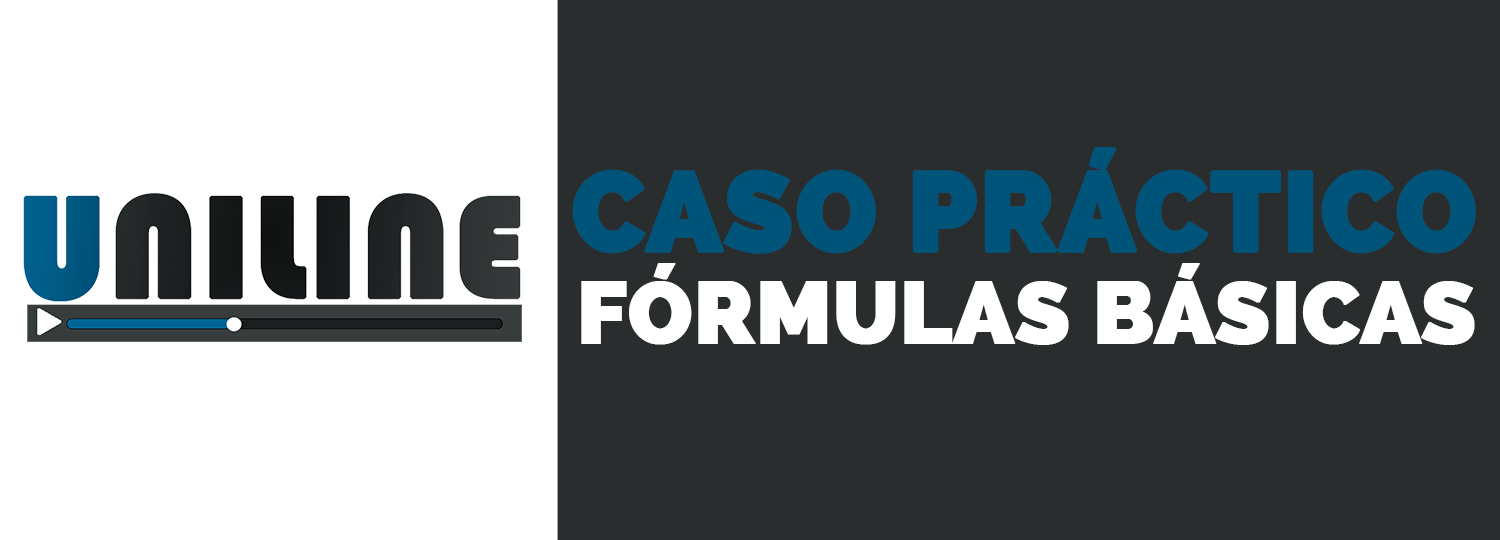 UNILINE
CASO PRÁCTICO
FÓRMULAS BÁSICAS